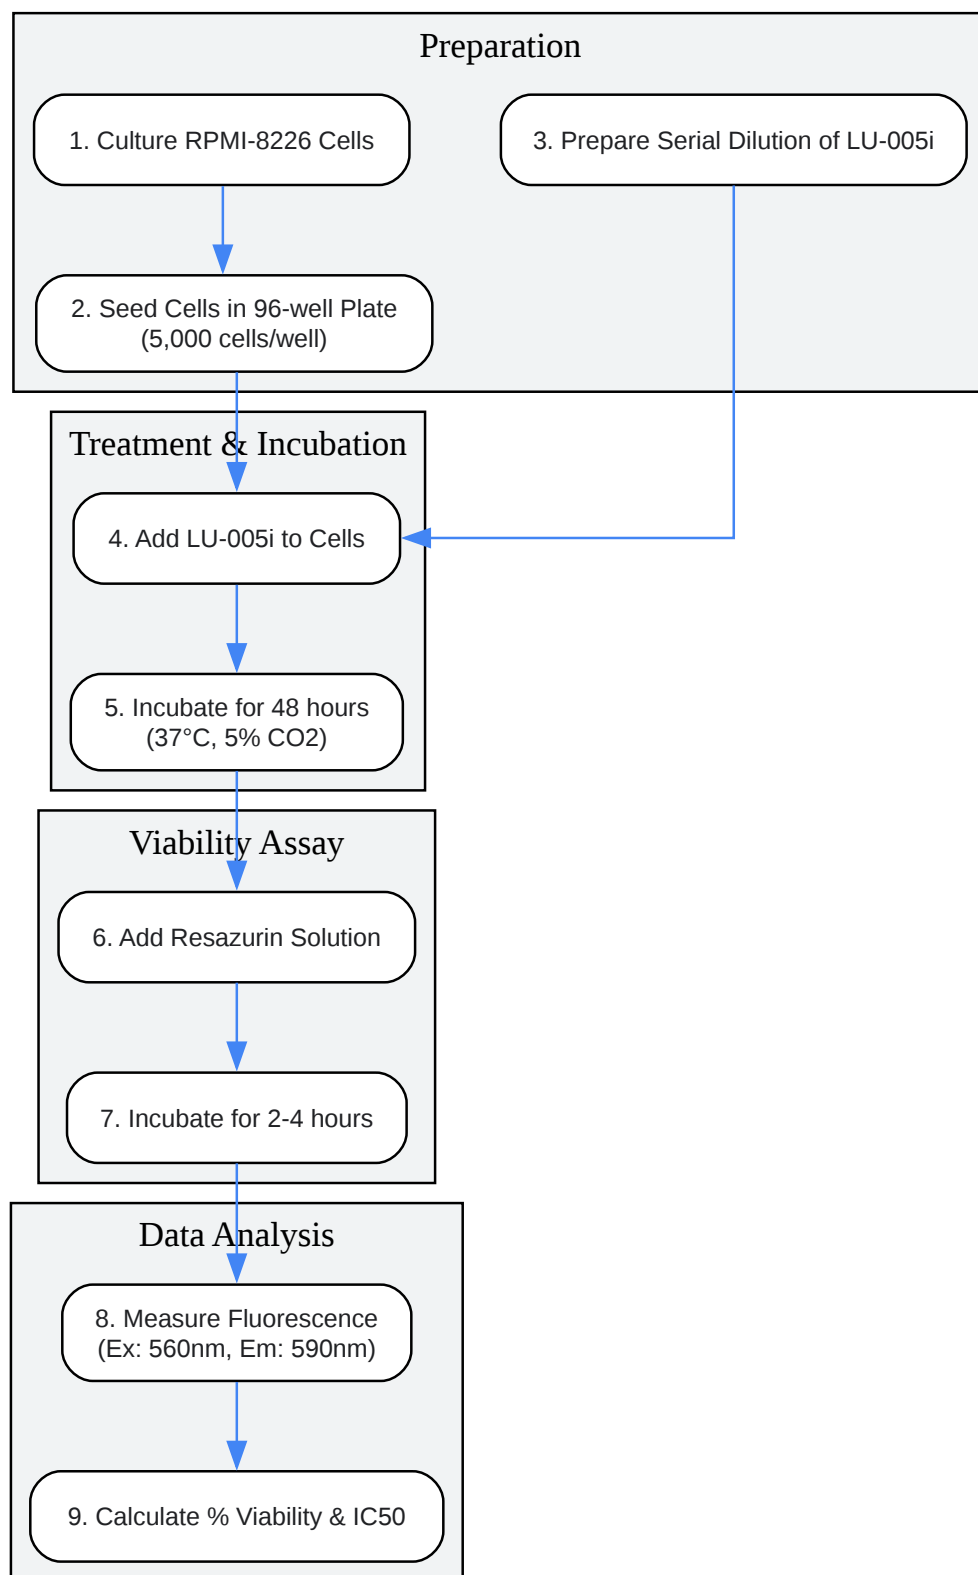 Preparation
1. Culture RPMI-8226 Cells
3. Prepare Serial Dilution of LU-005i
2. Seed Cells in 96-well Plate
(5,000 cells/well)
Treatment & Incubation
4. Add LU-005i to Cells
5. Incubate for 48 hours
(37°C, 5% CO2)
Viability Assay
6. Add Resazurin Solution
7. Incubate for 2-4 hours
Data Analysis
8. Measure Fluorescence
(Ex: 560nm, Em: 590nm)
9. Calculate % Viability & IC50